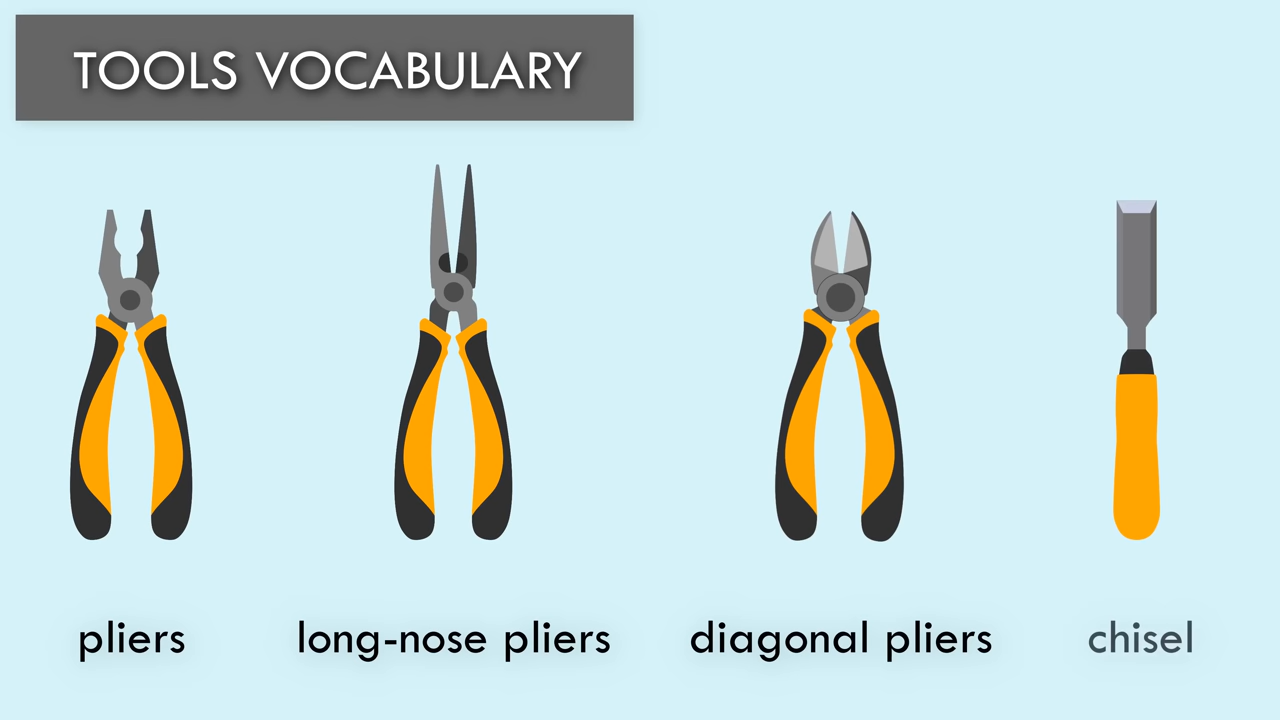 TOOLS VOCABULARY
pliers
long-nose pliers
diagonal pliers
chisel